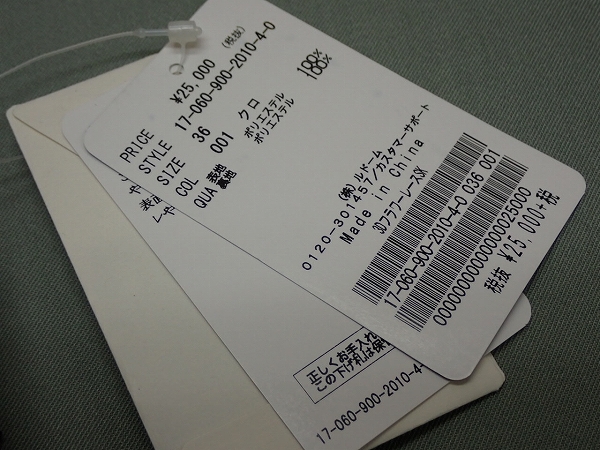 PRICE ¥25,000 (税抜)
STYLE 17-060-900-2010-4-0
SIZE 36
COL 001 クロ
QUA 表地 ポリエステル 100%
裏地 ポリエステル 100%
(株)ルドーム
0120-301457/カスタマーサポート
Made in China
3DフラワーレースSK
17-060-900-2010-4-0 036 001
0000000000000000025000
税抜 ¥25,000+税
正しくお手入れ
この下げ札は保
17-060-900-2010-4-